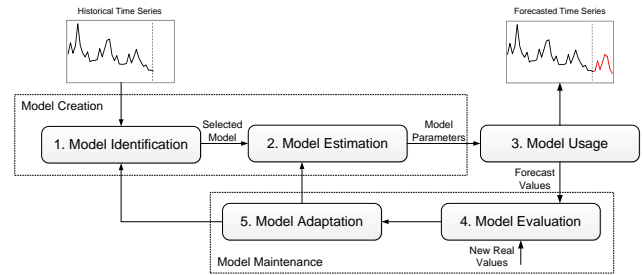 Historical Time Series
Forecasted Time Series
Model Creation
1. Model Identification
Selected
Model
2. Model Estimation
Model
Parameters
3. Model Usage
Forecast
Values
5. Model Adaptation
4. Model Evaluation
New Real
Values
Model Maintenance